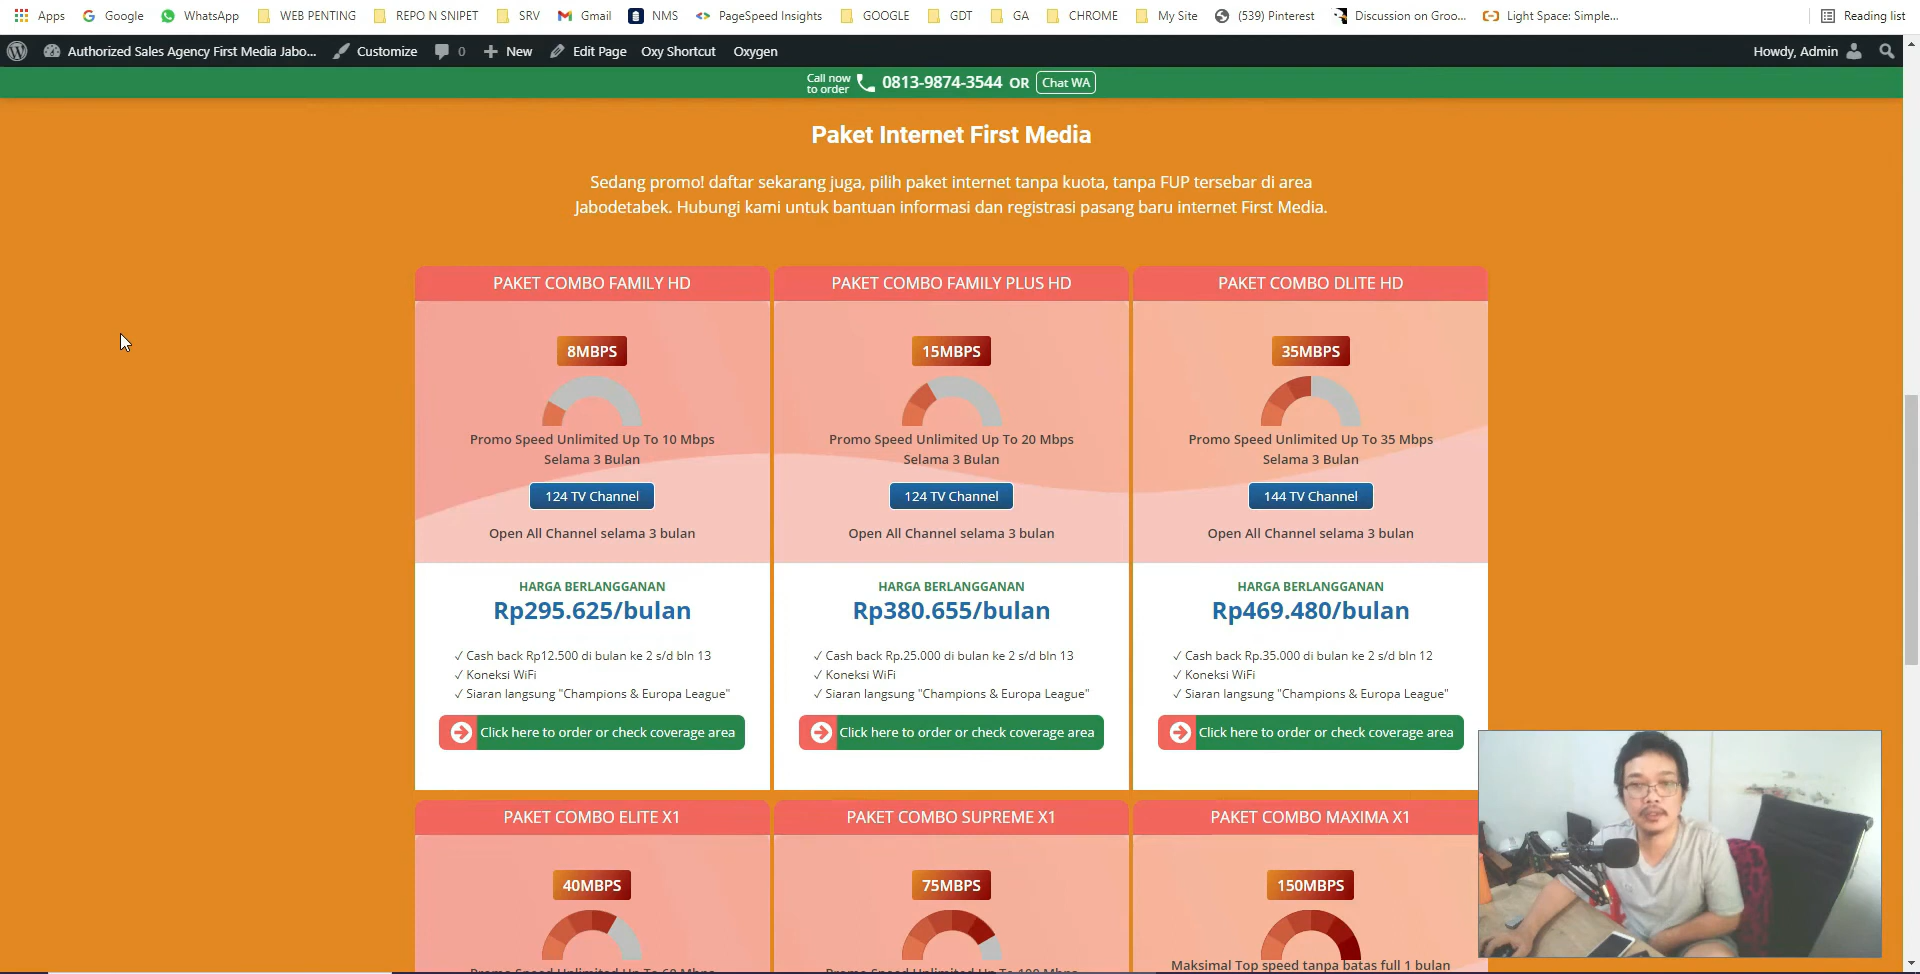 Apps Google WhatsApp WEB PENTING REPO N SNIPET SRV Gmail NMS PageSpeed Insights GOOGLE GDT GA CHROME My Site (539) Pinterest Discussion on Groo... Light Space: Simple... Reading list
Authorized Sales Agency First Media Jabo... Customize 0 New Edit Page Oxy Shortcut Oxygen Howdy, Admin
Call now to order 0813-9874-3544 OR Chat WA
Paket Internet First Media
Sedang promo! daftar sekarang juga, pilih paket internet tanpa kuota, tanpa FUP tersebar di area
Jabodetabek. Hubungi kami untuk bantuan informasi dan registrasi pasang baru internet First Media.
PAKET COMBO FAMILY HD
8MBPS
Promo Speed Unlimited Up To 10 Mbps
Selama 3 Bulan
124 TV Channel
Open All Channel selama 3 bulan
HARGA BERLANGGANAN
Rp295.625/bulan
✓ Cash back Rp12.500 di bulan ke 2 s/d bln 13
✓ Koneksi WiFi
✓ Siaran langsung "Champions & Europa League"
Click here to order or check coverage area
PAKET COMBO FAMILY PLUS HD
15MBPS
Promo Speed Unlimited Up To 20 Mbps
Selama 3 Bulan
124 TV Channel
Open All Channel selama 3 bulan
HARGA BERLANGGANAN
Rp380.655/bulan
✓ Cash back Rp.25.000 di bulan ke 2 s/d bln 13
✓ Koneksi WiFi
✓ Siaran langsung "Champions & Europa League"
Click here to order or check coverage area
PAKET COMBO DLITE HD
35MBPS
Promo Speed Unlimited Up To 35 Mbps
Selama 3 Bulan
144 TV Channel
Open All Channel selama 3 bulan
HARGA BERLANGGANAN
Rp469.480/bulan
✓ Cash back Rp.35.000 di bulan ke 2 s/d bln 12
✓ Koneksi WiFi
✓ Siaran langsung "Champions & Europa League"
Click here to order or check coverage area
PAKET COMBO ELITE X1
40MBPS
PAKET COMBO SUPREME X1
75MBPS
PAKET COMBO MAXIMA X1
150MBPS
Maksimal Top speed tanpa batas full 1 bulan